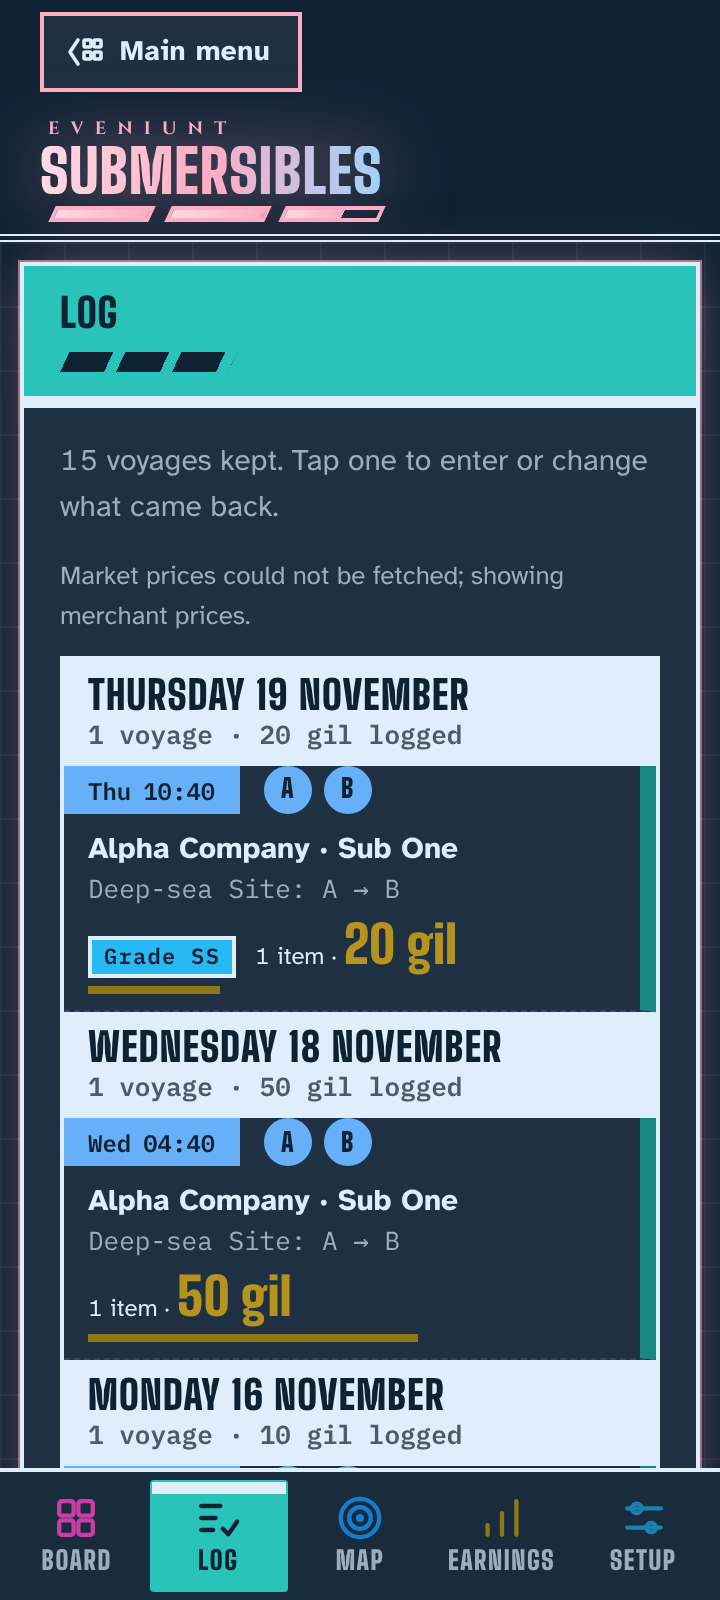 Main menu
EVENIUNT
SUBMERSIBLES
LOG
15 voyages kept. Tap one to enter or change
what came back.
Market prices could not be fetched; showing
merchant prices.
THURSDAY 19 NOVEMBER
1 voyage · 20 gil logged
Thu 10:40 A B
Alpha Company · Sub One
Deep-sea Site: A → B
Grade SS 1 item · 20 gil
WEDNESDAY 18 NOVEMBER
1 voyage · 50 gil logged
Wed 04:40 A B
Alpha Company · Sub One
Deep-sea Site: A → B
1 item · 50 gil
MONDAY 16 NOVEMBER
1 voyage · 10 gil logged
BOARD LOG MAP EARNINGS SETUP